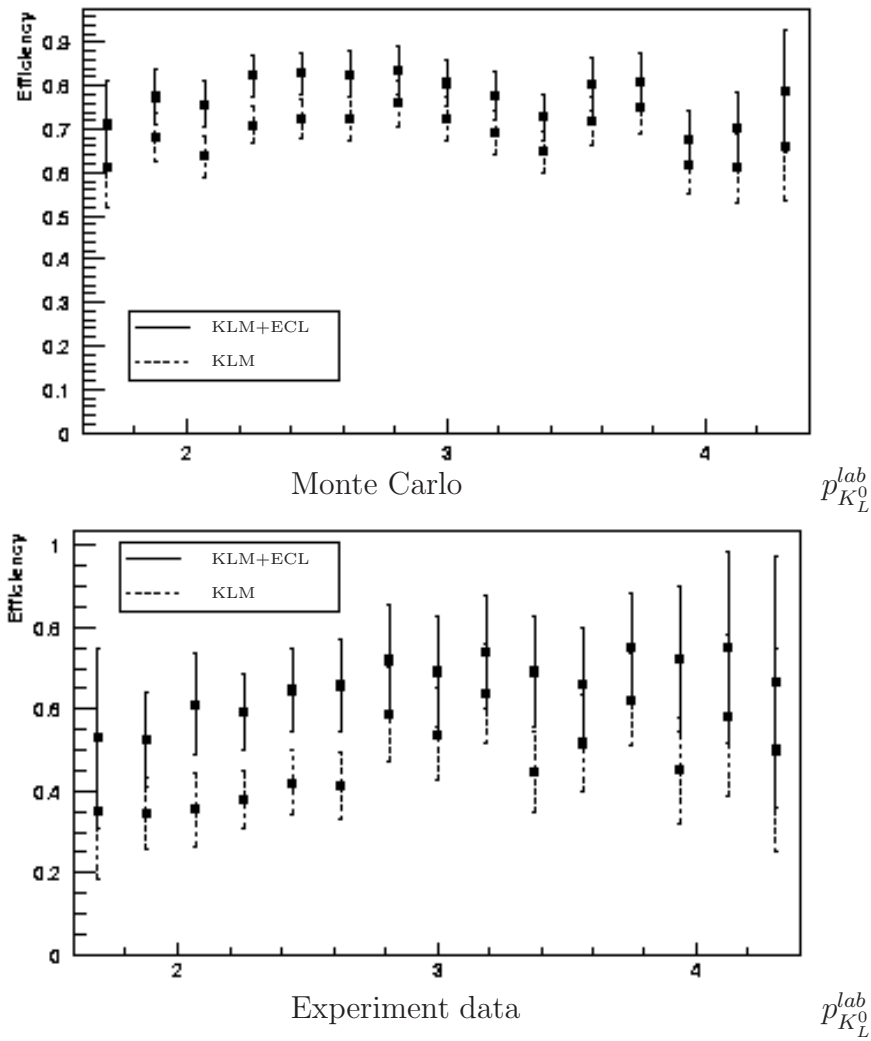 Efficiency
0.9
0.8
0.7
0.6
0.5
0.4
0.3
0.2
0.1
0
KLM+ECL
KLM
2 3 4
Monte Carlo
p^{lab}_{K^0_L}
Efficiency
1
0.8
0.6
0.4
0.2
0
KLM+ECL
KLM
2 3 4
Experiment data
p^{lab}_{K^0_L}